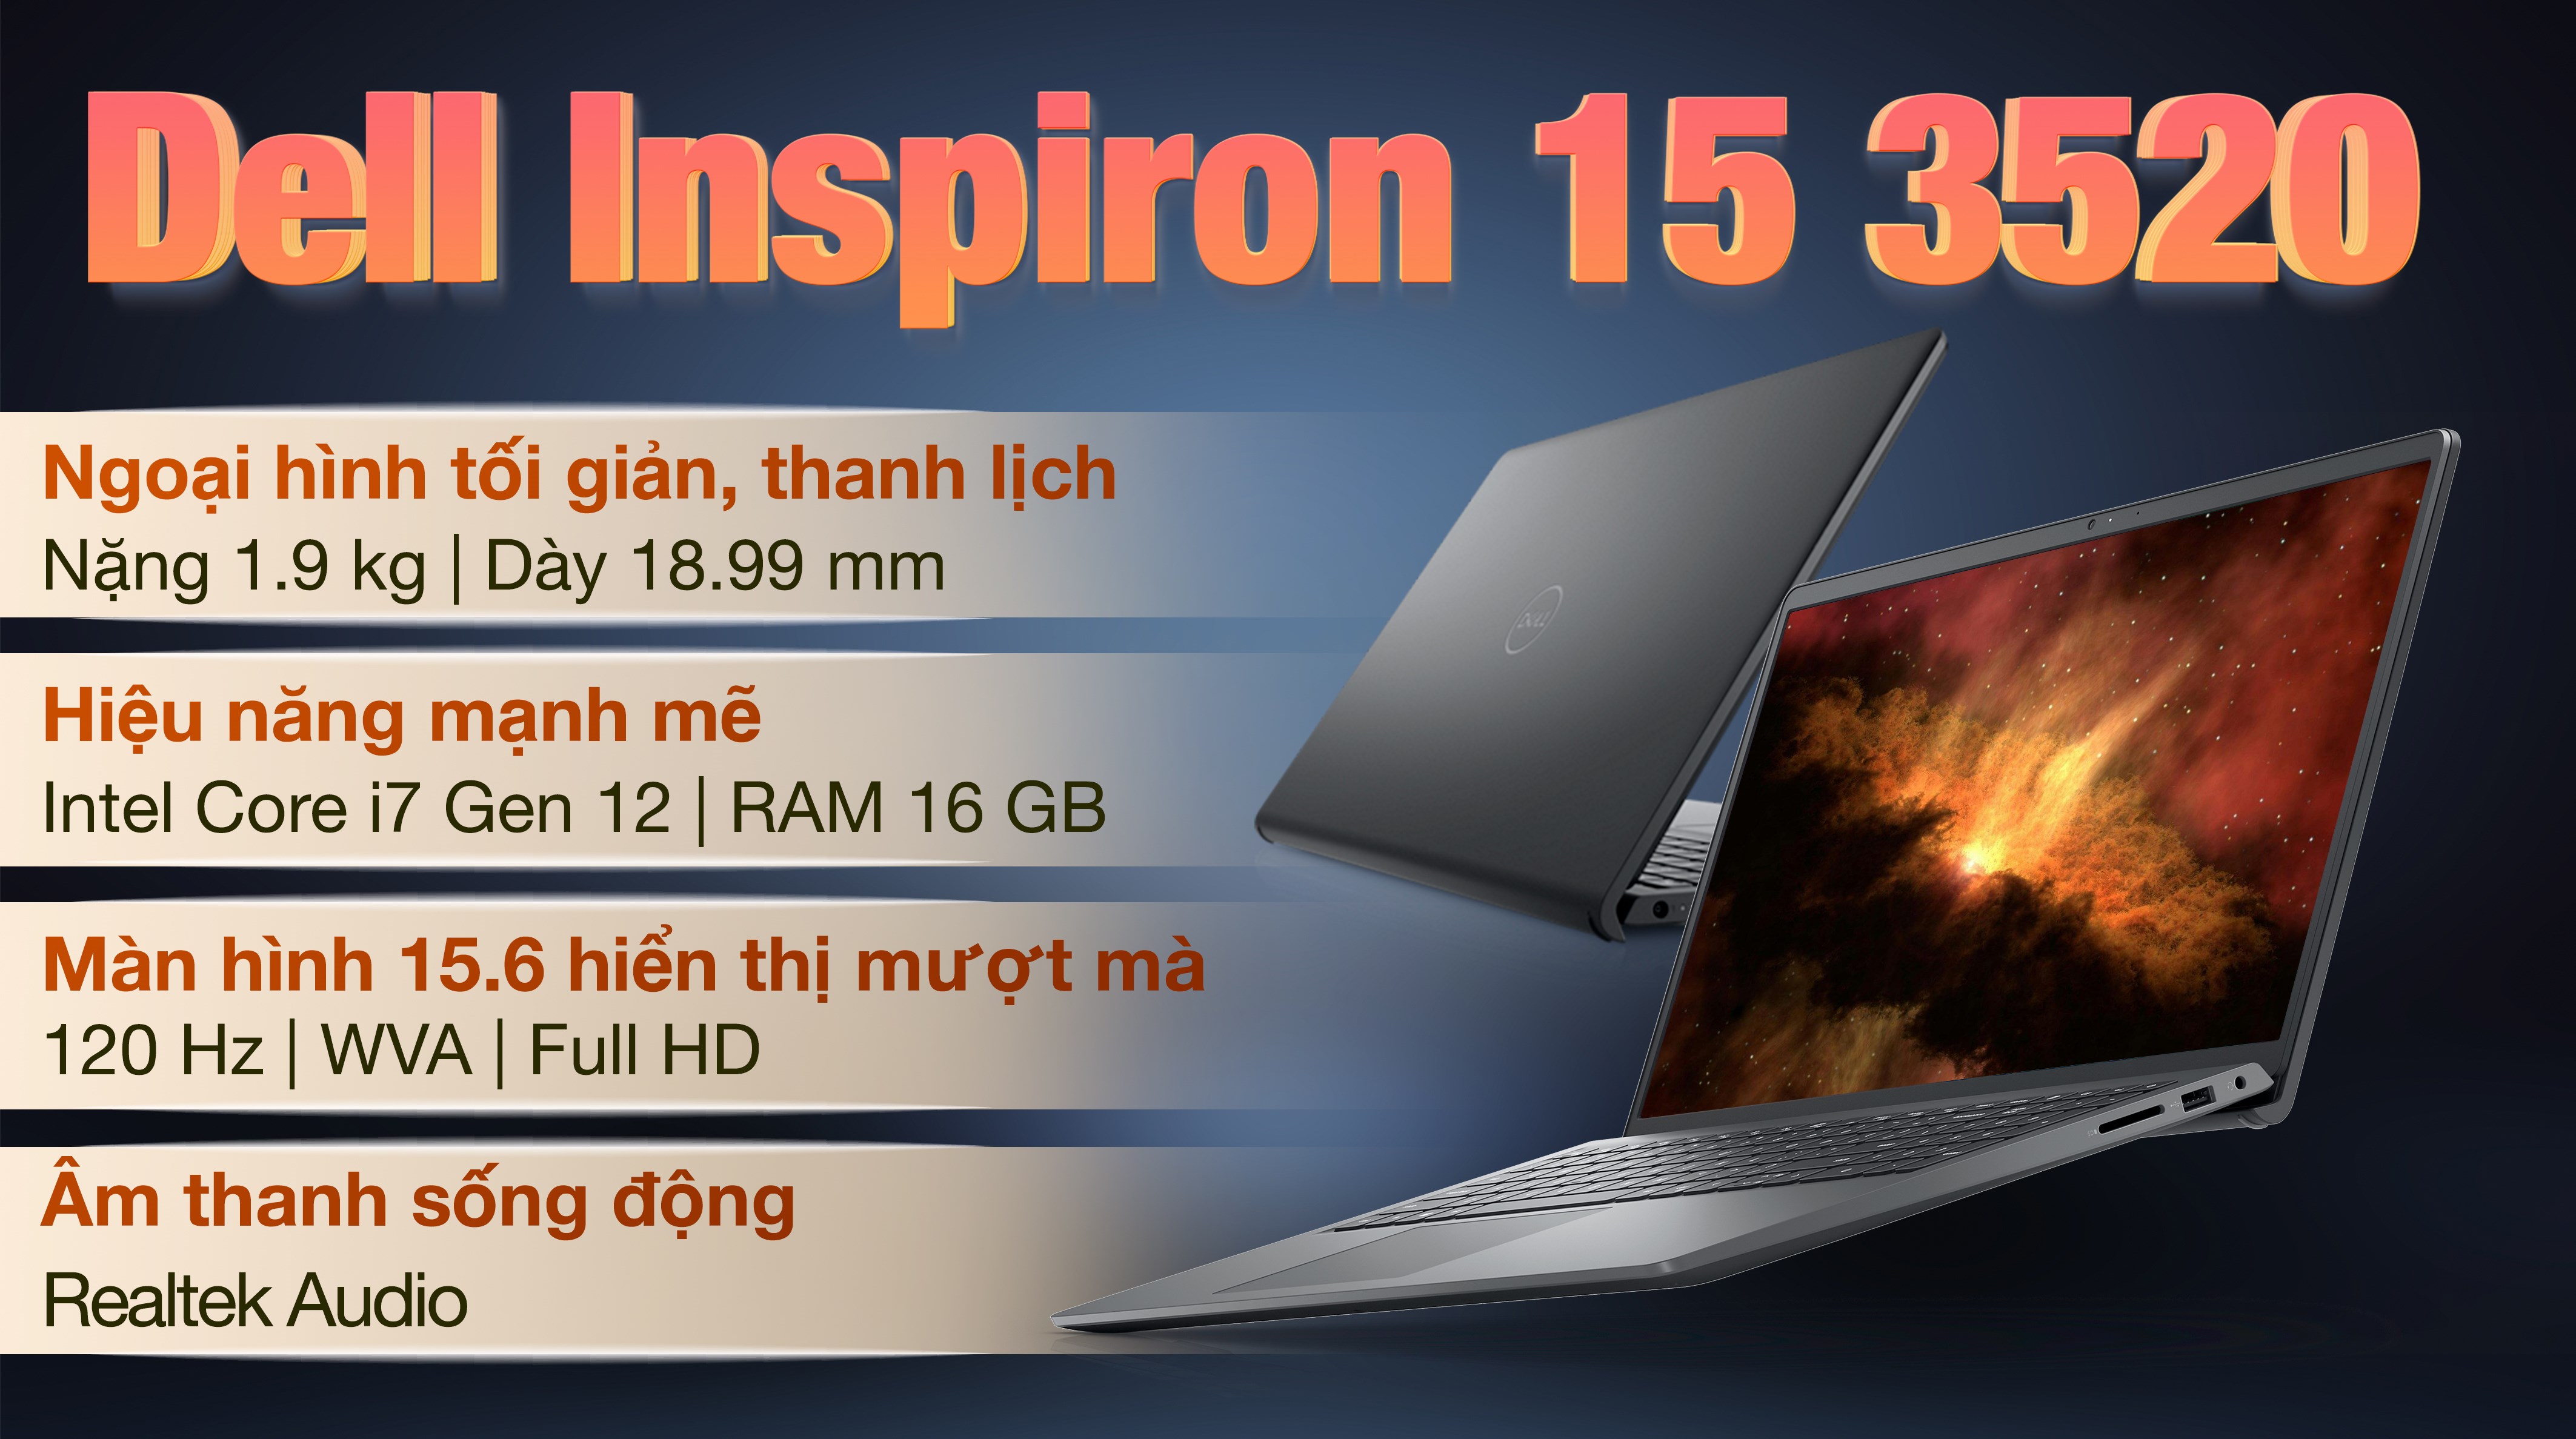 Dell Inspiron 15 3520
Ngoại hình tối giản, thanh lịch
Nặng 1.9 kg | Dày 18.99 mm
Hiệu năng mạnh mẽ
Intel Core i7 Gen 12 | RAM 16 GB
Màn hình 15.6 hiển thị mượt mà
120 Hz | WVA | Full HD
Âm thanh sống động
Realtek Audio
DELL